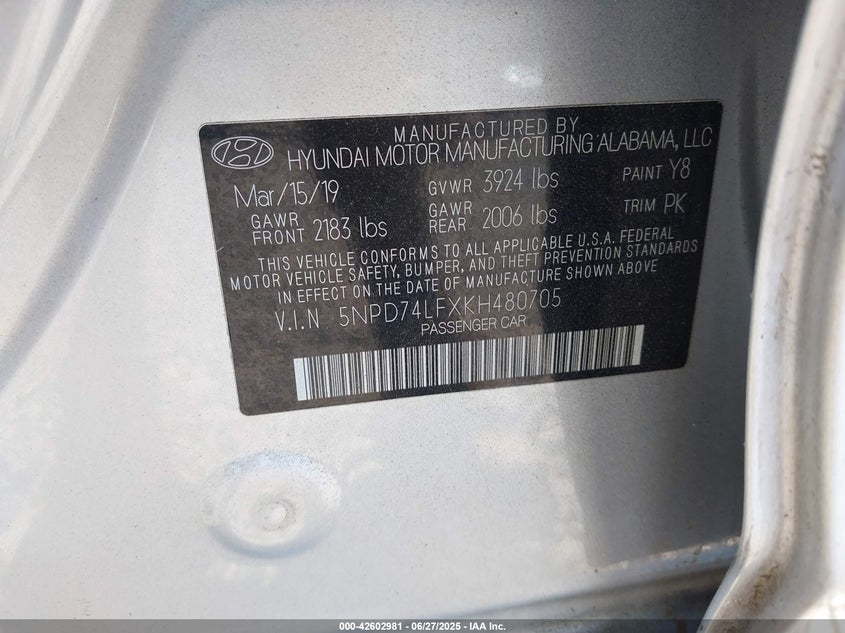 MANUFACTURED BY
HYUNDAI MOTOR MANUFACTURING ALABAMA, LLC
Mar/15/19 GVWR 3924 lbs PAINT Y8
GAWR FRONT 2183 lbs GAWR REAR 2006 lbs TRIM PK
THIS VEHICLE CONFORMS TO ALL APPLICABLE U.S.A. FEDERAL
MOTOR VEHICLE SAFETY, BUMPER, AND THEFT PREVENTION STANDARDS
IN EFFECT ON THE DATE OF MANUFACTURE SHOWN ABOVE
V.I.N 5NPD74LFXKH480705
PASSENGER CAR
000-42602981 - 06/27/2025 - IAA Inc.